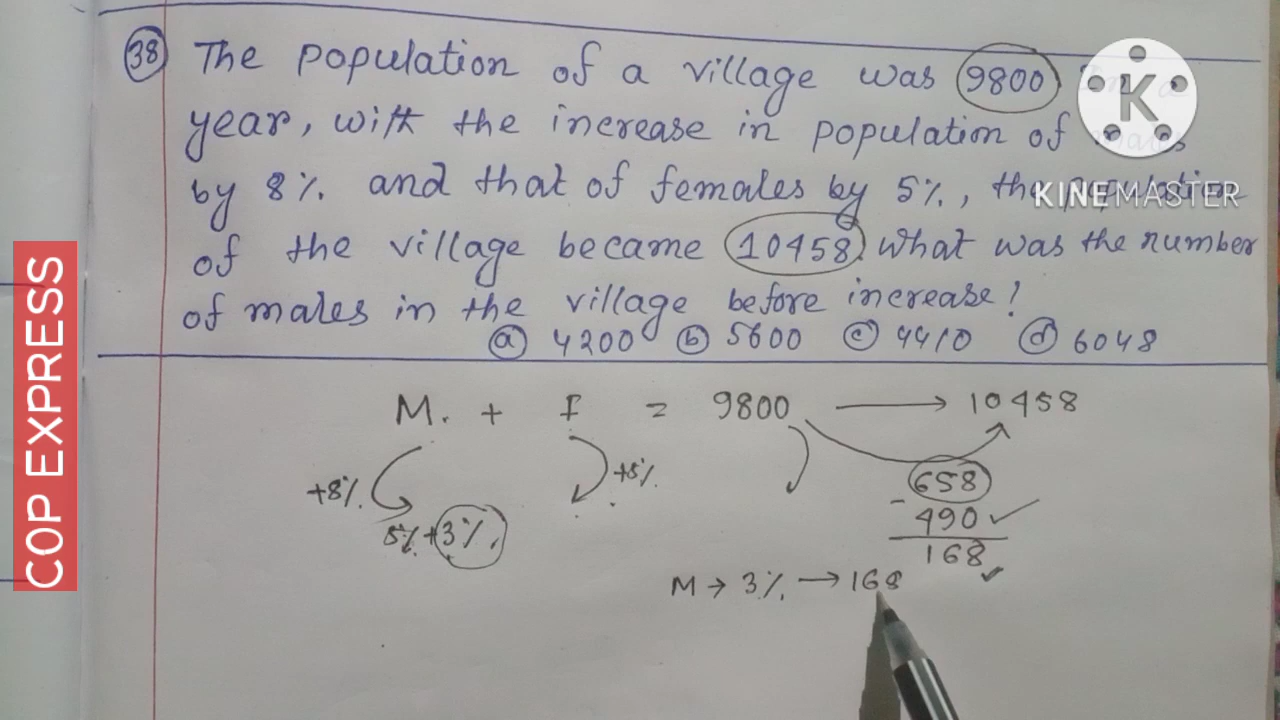 38 The population of a village was 9800 In a
year, with the increase in population of males
by 8% and that of females by 5%, the population
of the village became 10458. What was the number
of males in the village before increase?
a 4200 b 5600 c 4410 d 6048
M. + F = 9800 → 10458
+8% +5% 658
5% + 3% - 490
168
M → 3% → 168
K
KINEMASTER
COP EXPRESS